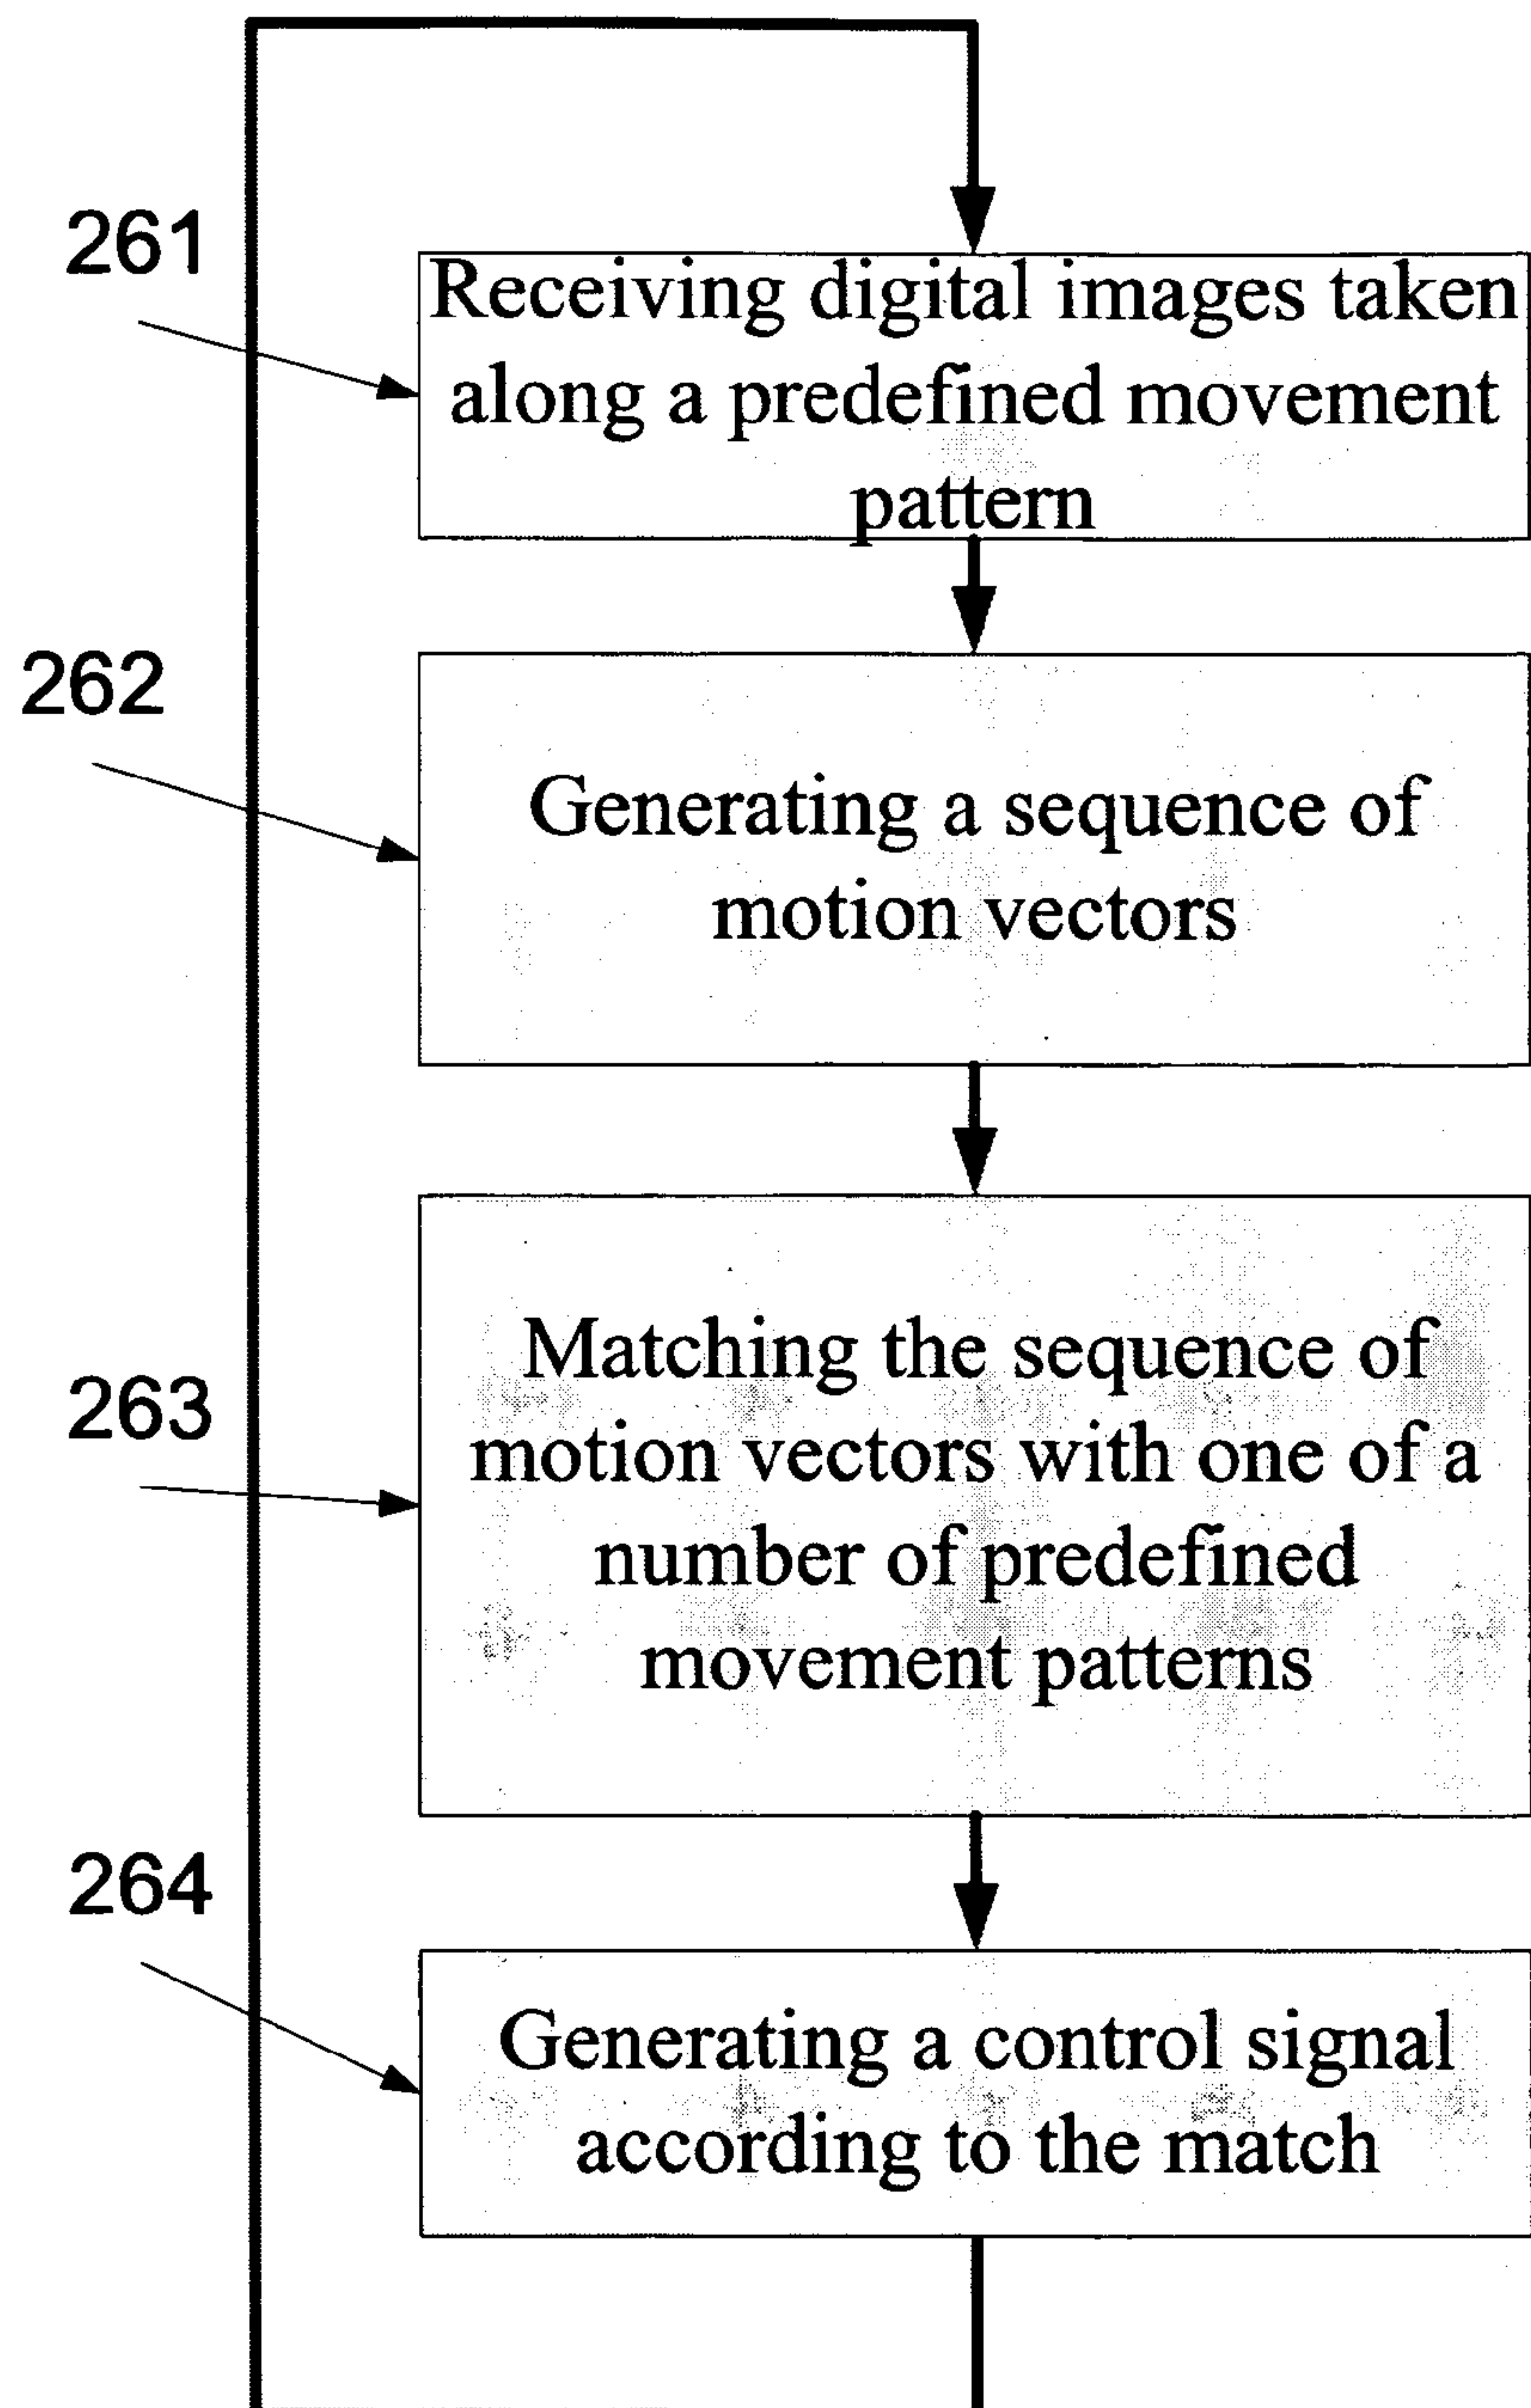 261
Receiving digital images taken
along a predefined movement
pattern
262
Generating a sequence of
motion vectors
263
Matching the sequence of
motion vectors with one of a
number of predefined
movement patterns
264
Generating a control signal
according to the match